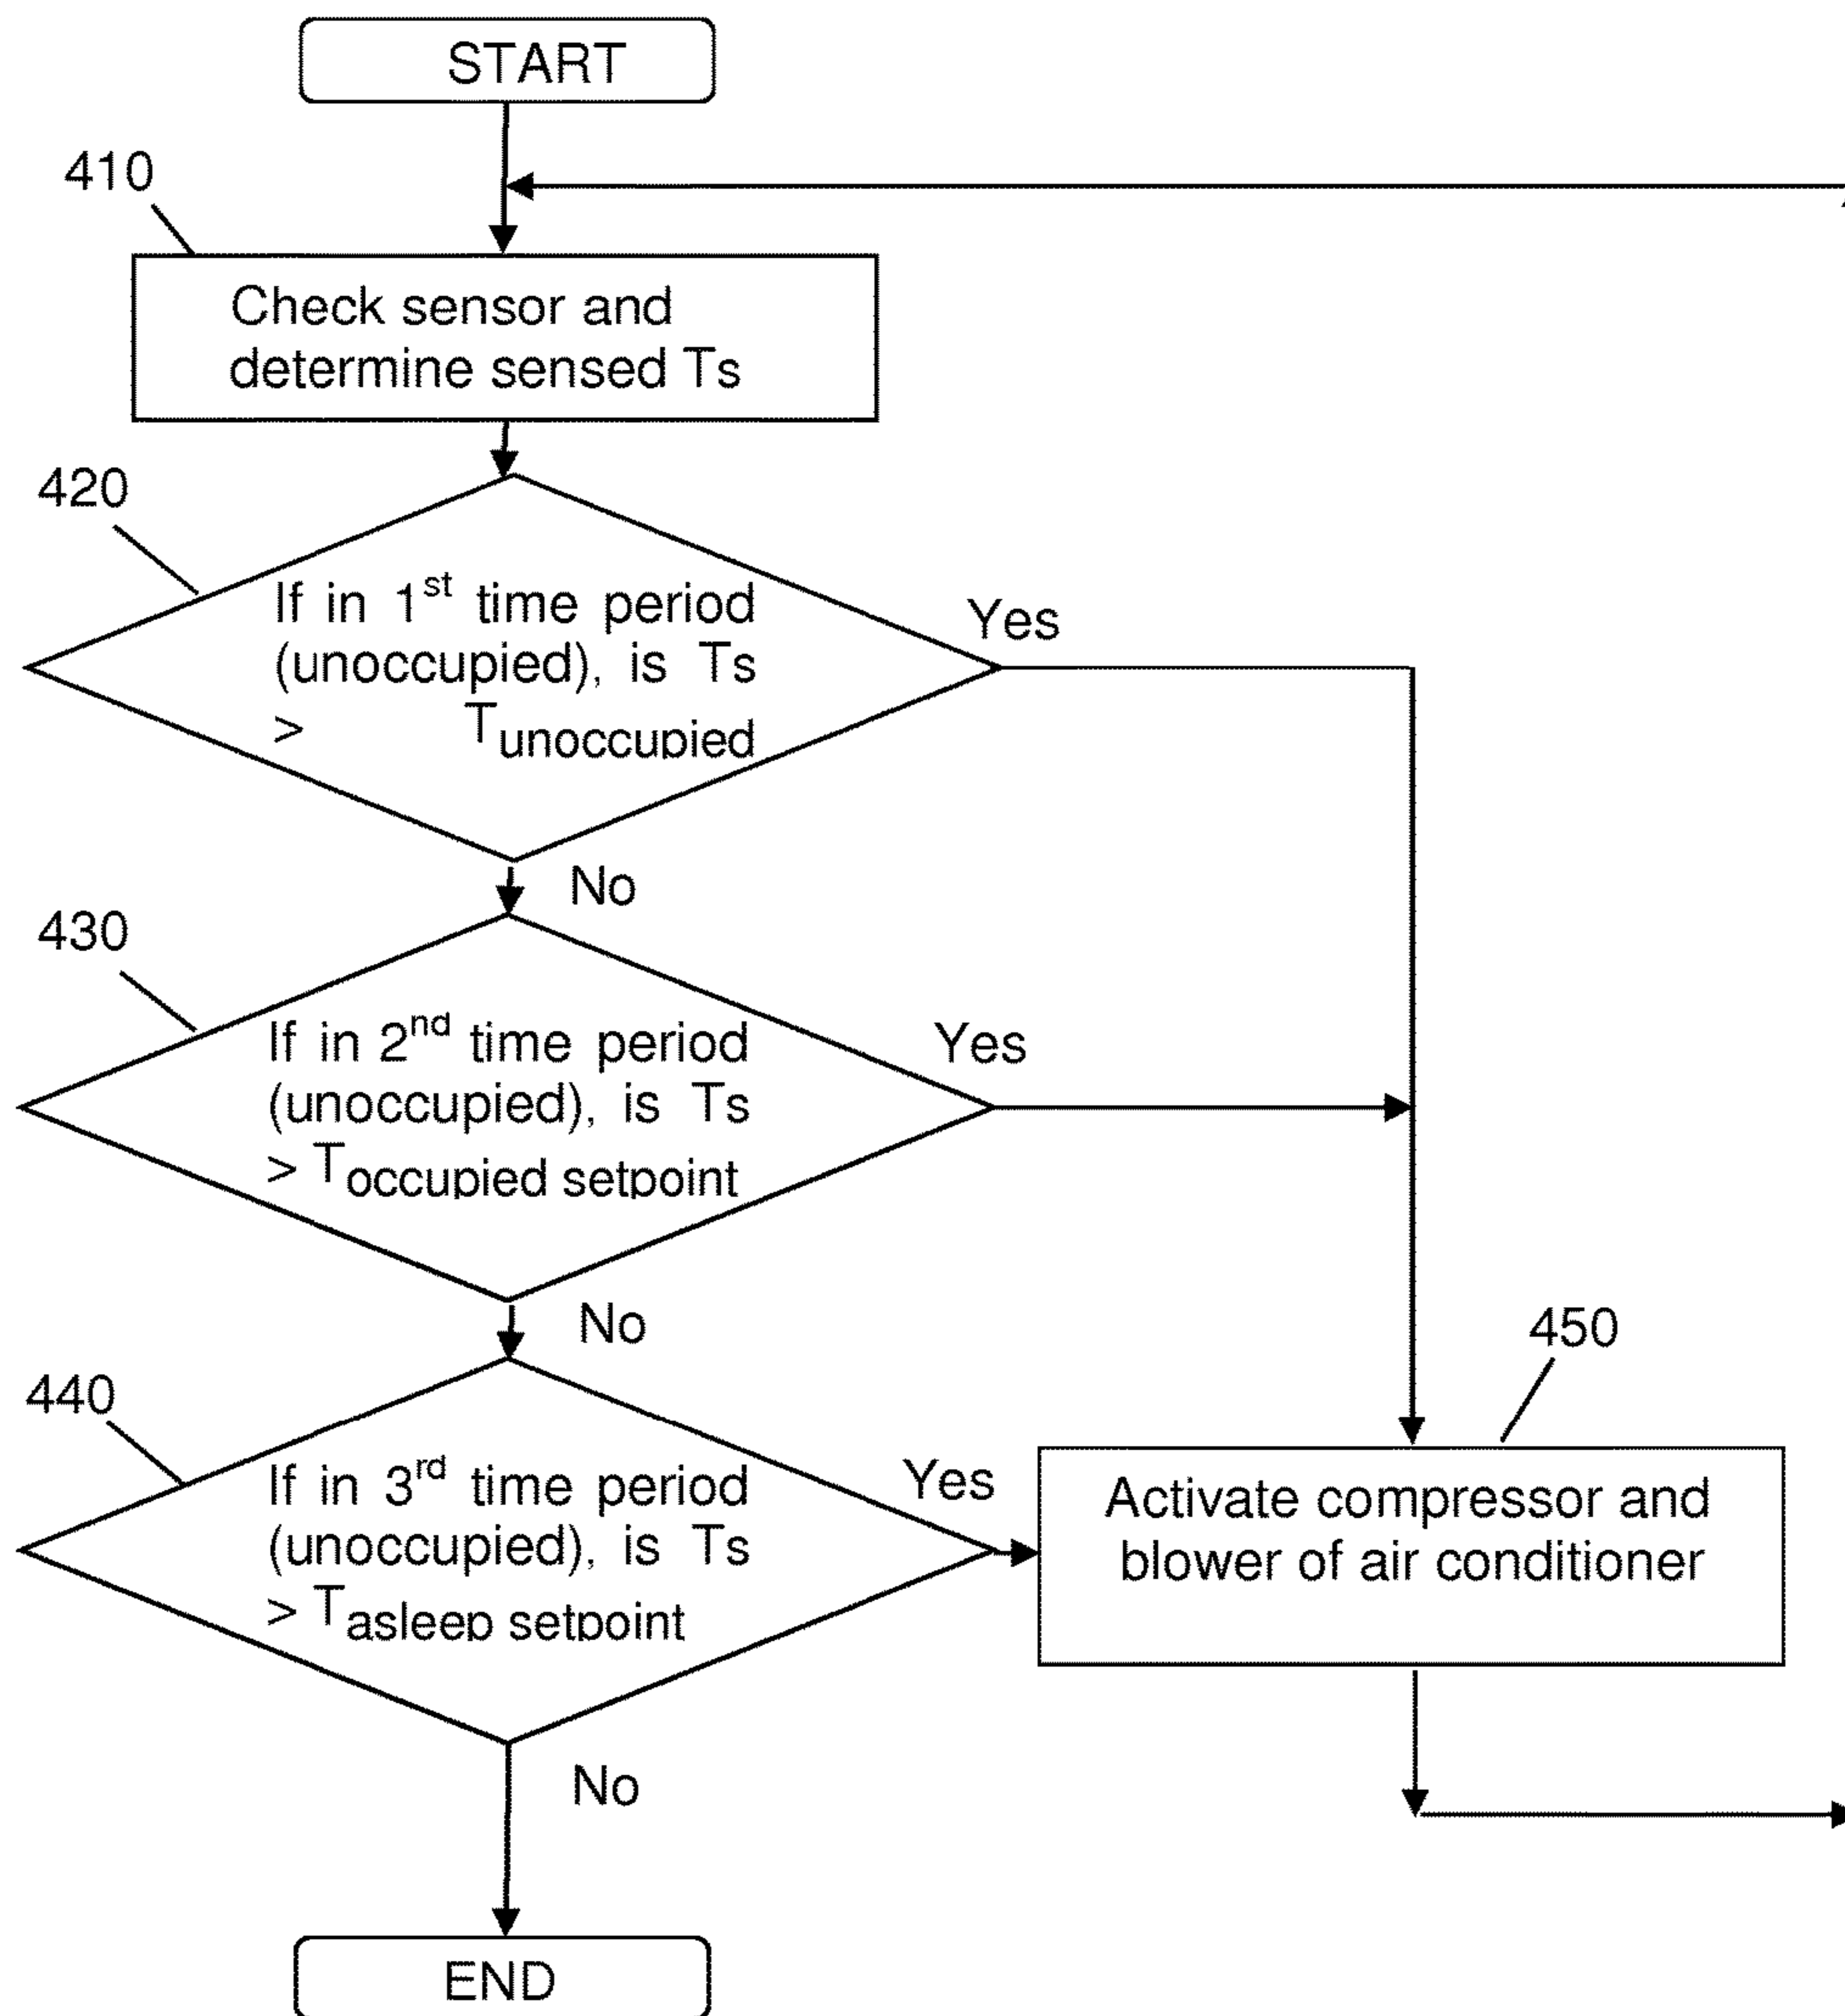 START
410
Check sensor and
determine sensed Ts
420
If in 1st time period
(unoccupied), is Ts
> Tunoccupied
Yes
No
430
If in 2nd time period
(unoccupied), is Ts
> Toccupied setpoint
Yes
No
440
If in 3rd time period
(unoccupied), is Ts
> Tasleep setpoint
Yes
450
Activate compressor and
blower of air conditioner
No
END